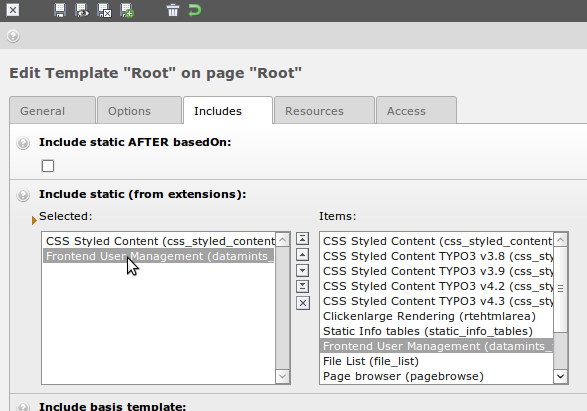 Edit Template "Root" on page "Root"
General
Options
Includes
Resources
Access
Include static AFTER basedOn:
Include static (from extensions):
Selected:
Items:
CSS Styled Content (css_styled_content
Frontend User Management (datamints_
CSS Styled Content (css_styled_content
CSS Styled Content TYPO3 v3.8 (css_sty
CSS Styled Content TYPO3 v3.9 (css_sty
CSS Styled Content TYPO3 v4.2 (css_sty
CSS Styled Content TYPO3 v4.3 (css_sty
Clickenlarge Rendering (rtehtmlarea)
Static Info tables (static_info_tables)
Frontend User Management (datamints_
File List (file_list)
Page browser (pagebrowse)
Include basis template: